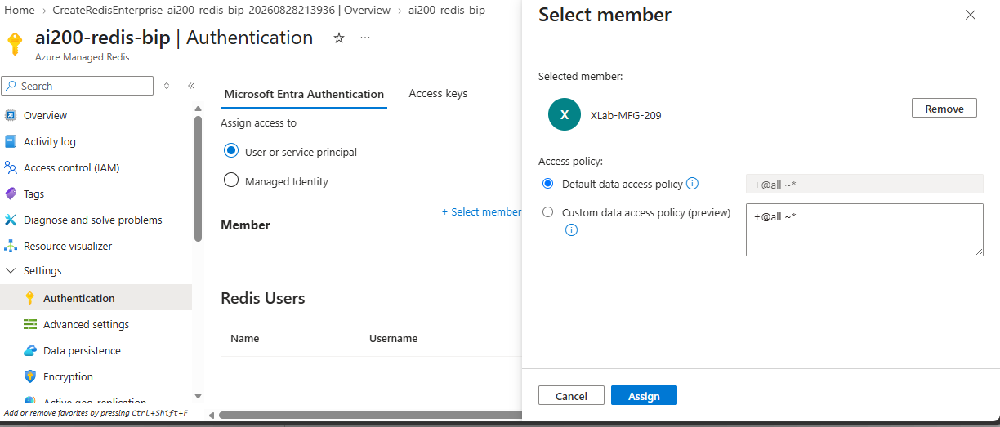 Home > CreateRedisEnterprise-ai200-redis-bip-20260828213936 | Overview > ai200-redis-bip
ai200-redis-bip | Authentication
Azure Managed Redis
Search
Overview
Activity log
Access control (IAM)
Tags
Diagnose and solve problems
Resource visualizer
Settings
Authentication
Advanced settings
Data persistence
Encryption
Active geo-replication
Add or remove favorites by pressing Ctrl+Shift+F
Microsoft Entra Authentication
Access keys
Assign access to
User or service principal
Managed Identity
+ Select member
Member
Redis Users
Name
Username
Select member
Selected member:
X
XLab-MFG-209
Remove
Access policy:
Default data access policy
+@all ~*
Custom data access policy (preview)
+@all ~*
Cancel
Assign